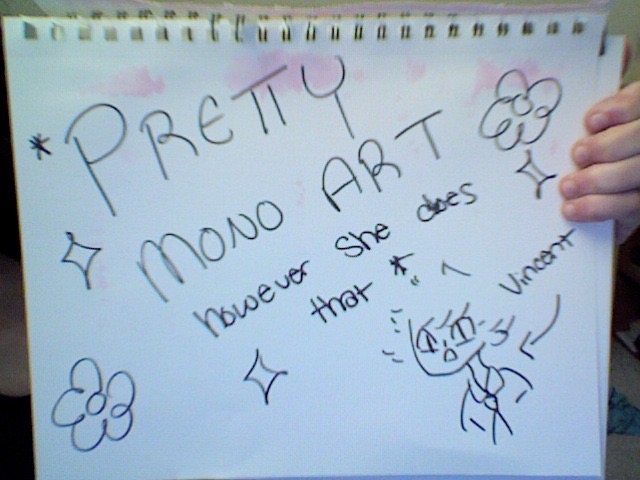 *PRETTY
MONO ART
however she does
that *
Vincent